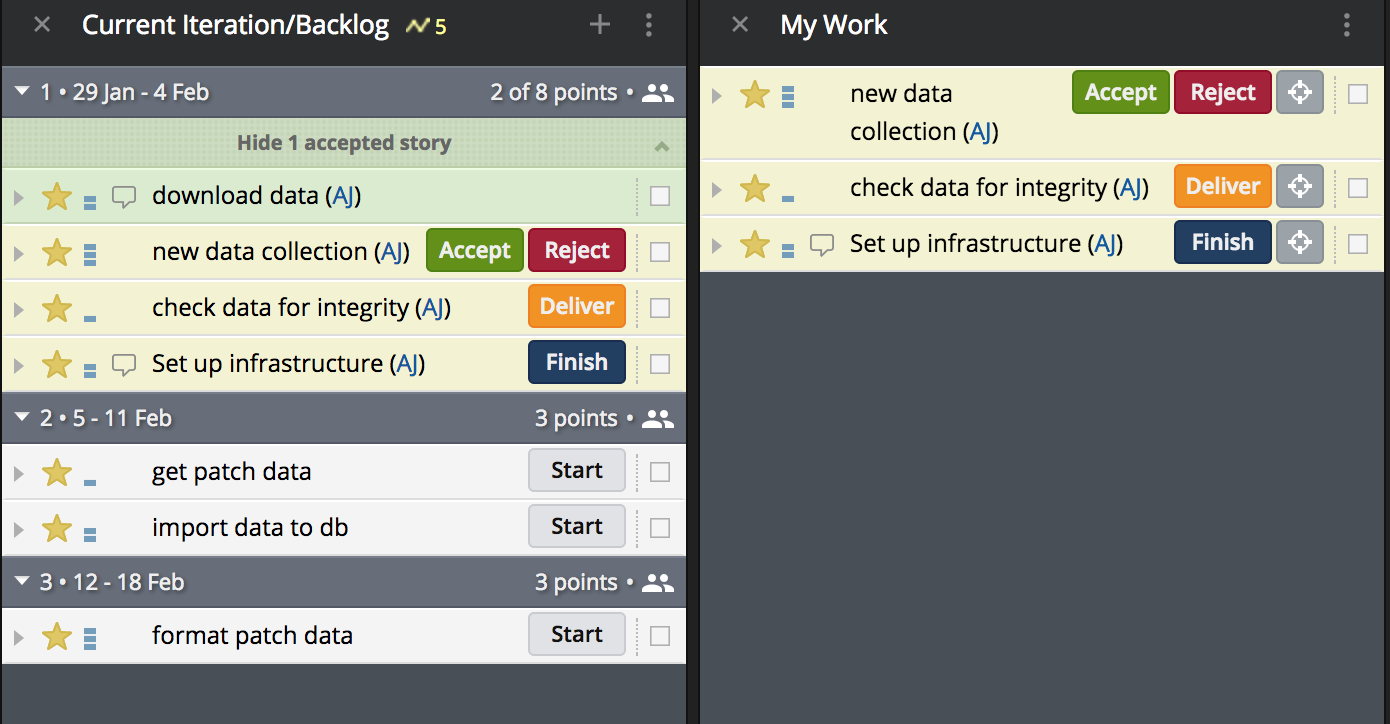 Current Iteration/Backlog 5
1 • 29 Jan - 4 Feb 2 of 8 points •
Hide 1 accepted story
download data (AJ)
new data collection (AJ) Accept Reject
check data for integrity (AJ) Deliver
Set up infrastructure (AJ) Finish
2 • 5 - 11 Feb 3 points •
get patch data Start
import data to db Start
3 • 12 - 18 Feb 3 points •
format patch data Start
My Work
new data Accept Reject
collection (AJ)
check data for integrity (AJ) Deliver
Set up infrastructure (AJ) Finish